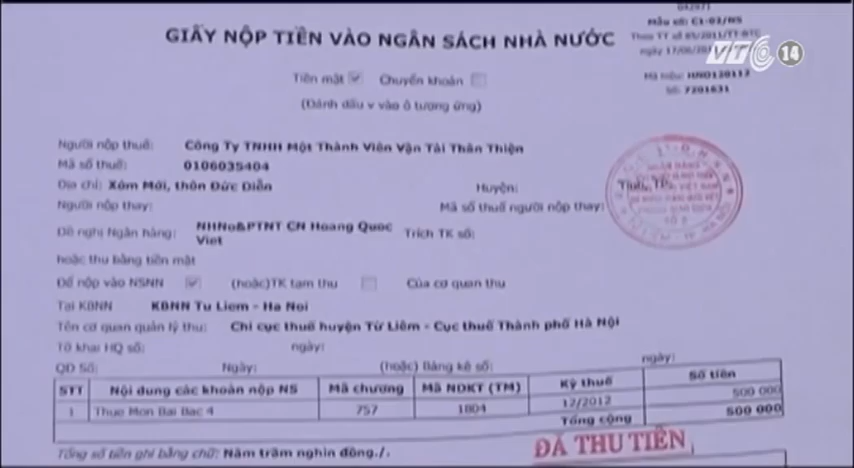 GIẤY NỘP TIỀN VÀO NGÂN SÁCH NHÀ NƯỚC
Mẫu số: C1-02/NS
VTC 14
Tiền mặt Chuyển khoản
(Đánh dấu v vào ô tương ứng)
Mã hiệu: HN0120112
Số: 7201631
Người nộp thuế: Công Ty TNHH Một Thành Viên Vận Tải Thân Thiện
Mã số thuế: 0106035404
Địa chỉ: Xóm Mới, thôn Đức Diễn Huyện:
Người nộp thay: Mã số thuế người nộp thay:
Đề nghị Ngân hàng: NHNo&PTNT CN Hoang Quoc Viet Trích TK số:
hoặc thu bằng tiền mặt
Để nộp vào NSNN (hoặc)TK tạm thu Của cơ quan thu
Tại KBNN KBNN Tu Liem - Ha Noi
Tên cơ quan quản lý thu: Chi cục thuế huyện Từ Liêm - Cục thuế Thành phố Hà Nội
Tờ khai HQ số: ngày:
QD Số: Ngày: (hoặc) Bảng kê số: ngày:
STT Nội dung các khoản nộp NS Mã chương Mã NDKT (TM) Kỳ thuế Số tiền
1 Thue Mon Bai Bac 4 757 1804 12/2012 500 000
Tổng cộng 500 000
Tổng số tiền ghi bằng chữ: Năm trăm nghìn đồng./.
ĐÃ THU TIỀN